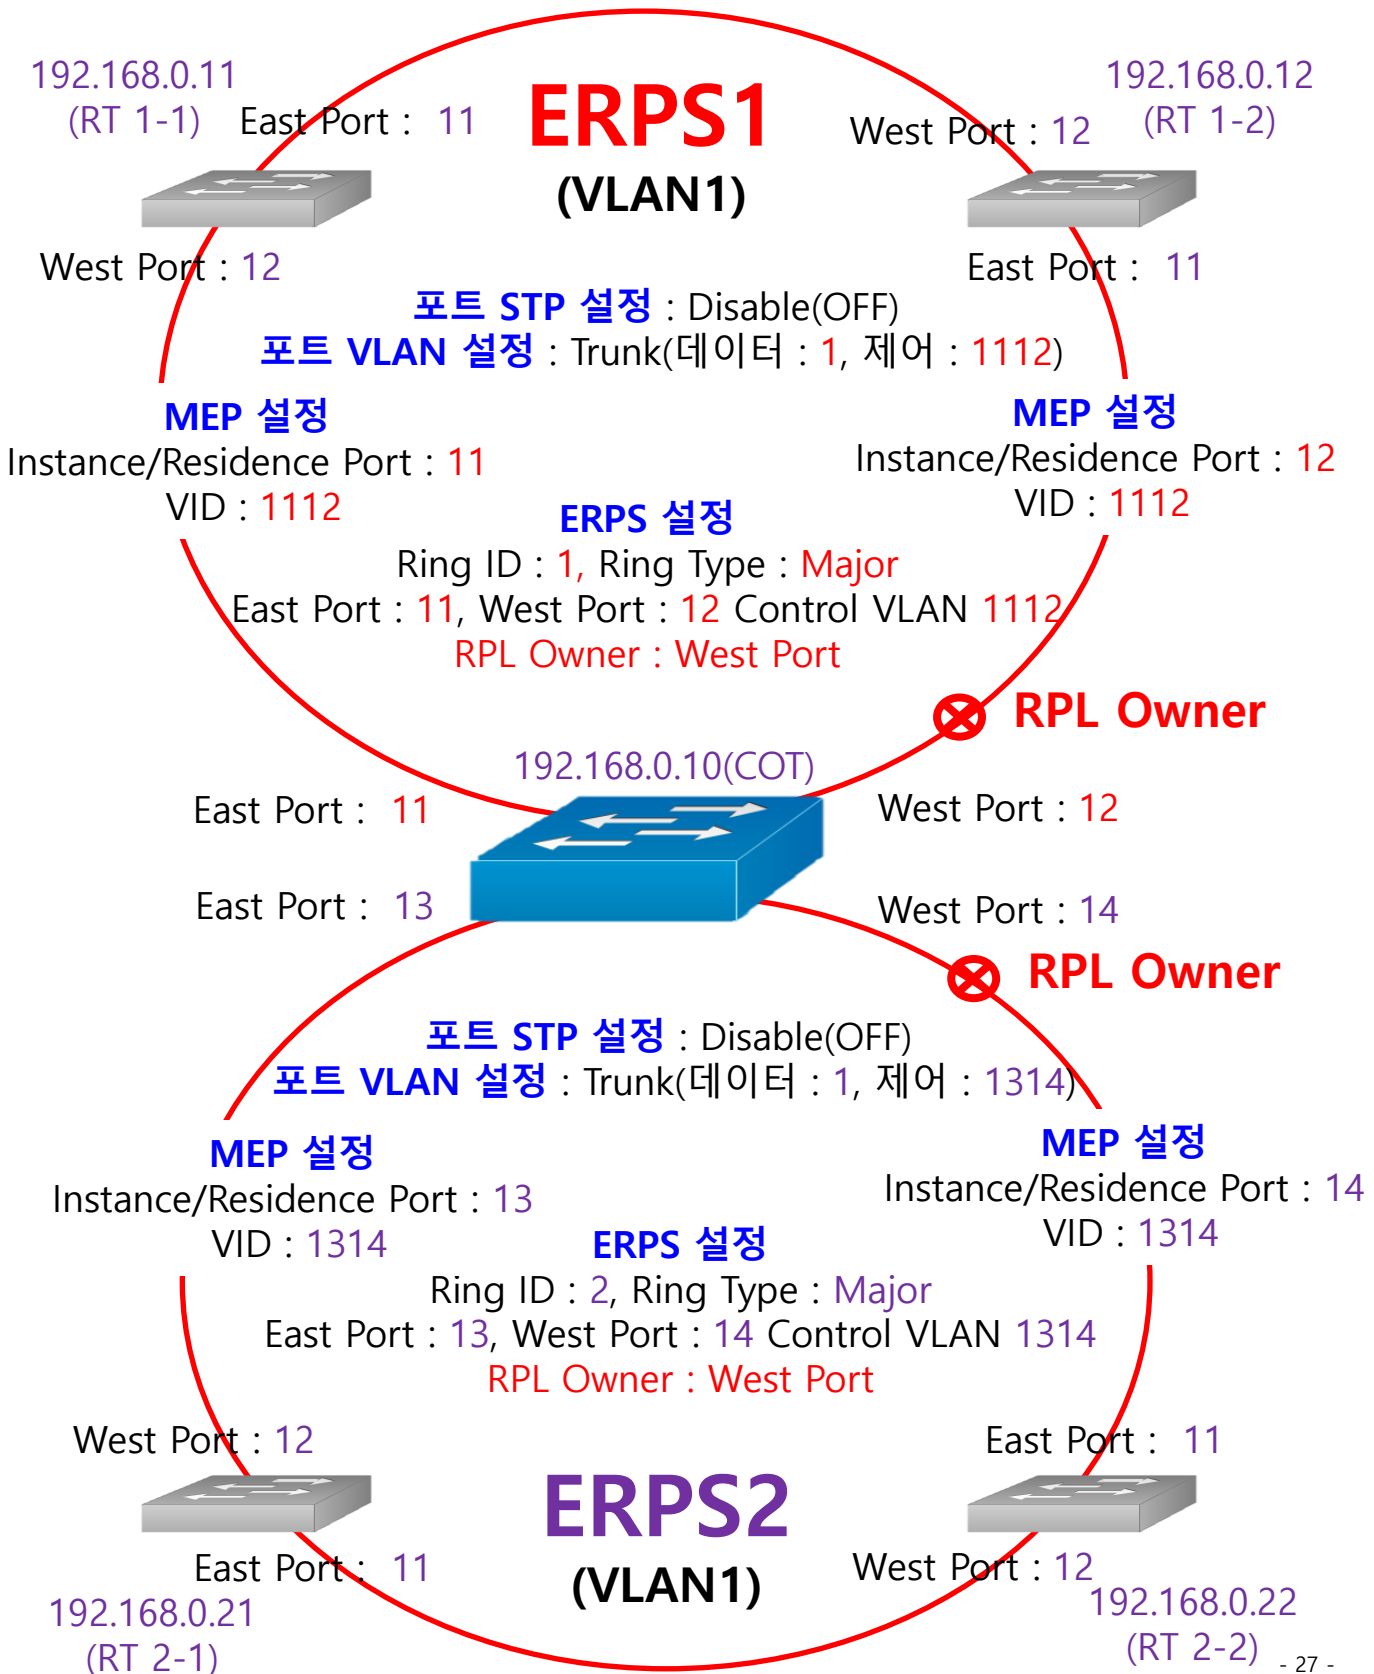 192.168.0.11
(RT 1-1)
East Port : 11
ERPS1
(VLAN1)
192.168.0.12
(RT 1-2)
West Port : 12
West Port : 12
East Port : 11
포트 STP 설정 : Disable(OFF)
포트 VLAN 설정 : Trunk(데이터 : 1, 제어 : 1112)
MEP 설정
Instance/Residence Port : 11
VID : 1112
MEP 설정
Instance/Residence Port : 12
VID : 1112
ERPS 설정
Ring ID : 1, Ring Type : Major
East Port : 11, West Port : 12 Control VLAN 1112
RPL Owner : West Port
RPL Owner
192.168.0.10(COT)
East Port : 11
West Port : 12
East Port : 13
West Port : 14
RPL Owner
포트 STP 설정 : Disable(OFF)
포트 VLAN 설정 : Trunk(데이터 : 1, 제어 : 1314)
MEP 설정
Instance/Residence Port : 13
VID : 1314
MEP 설정
Instance/Residence Port : 14
VID : 1314
ERPS 설정
Ring ID : 2, Ring Type : Major
East Port : 13, West Port : 14 Control VLAN 1314
RPL Owner : West Port
West Port : 12
East Port : 11
ERPS2
(VLAN1)
East Port : 11
192.168.0.21
(RT 2-1)
West Port : 12
192.168.0.22
(RT 2-2)
- 27 -